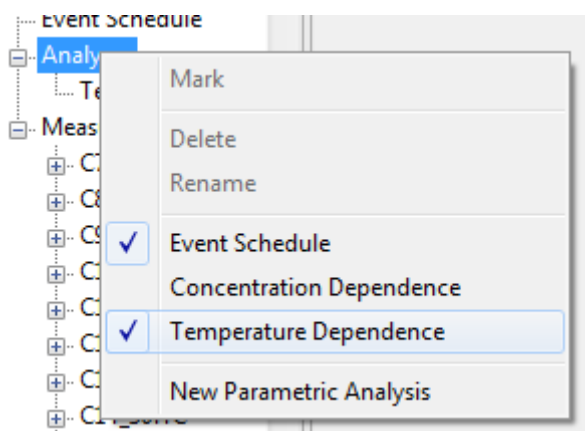 Event Schedule
Analy
Te
Meas
Mark
Delete
Rename
Event Schedule
Concentration Dependence
Temperature Dependence
New Parametric Analysis